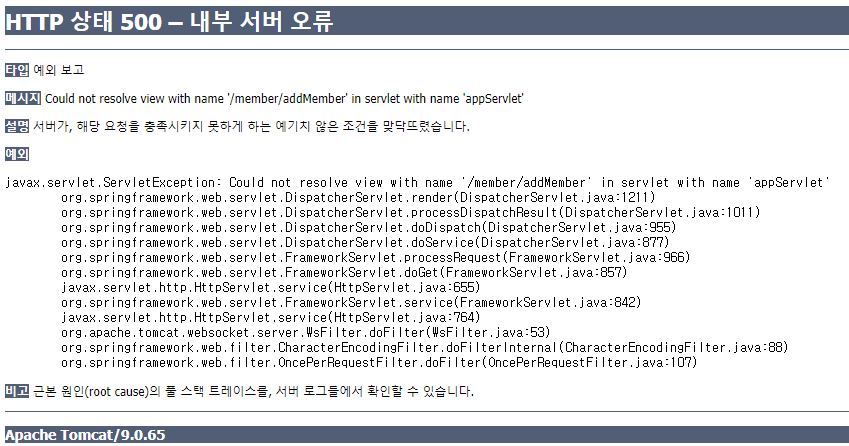 HTTP 상태 500 – 내부 서버 오류
타입 예외 보고
메시지 Could not resolve view with name '/member/addMember' in servlet with name 'appServlet'
설명 서버가, 해당 요청을 충족시키지 못하게 하는 예기치 않은 조건을 맞닥뜨렸습니다.
예외
javax.servlet.ServletException: Could not resolve view with name '/member/addMember' in servlet with name 'appServlet'
org.springframework.web.servlet.DispatcherServlet.render(DispatcherServlet.java:1211)
org.springframework.web.servlet.DispatcherServlet.processDispatchResult(DispatcherServlet.java:1011)
org.springframework.web.servlet.DispatcherServlet.doDispatch(DispatcherServlet.java:955)
org.springframework.web.servlet.DispatcherServlet.doService(DispatcherServlet.java:877)
org.springframework.web.servlet.FrameworkServlet.processRequest(FrameworkServlet.java:966)
org.springframework.web.servlet.FrameworkServlet.doGet(FrameworkServlet.java:857)
javax.servlet.http.HttpServlet.service(HttpServlet.java:655)
org.springframework.web.servlet.FrameworkServlet.service(FrameworkServlet.java:842)
javax.servlet.http.HttpServlet.service(HttpServlet.java:764)
org.apache.tomcat.websocket.server.WsFilter.doFilter(WsFilter.java:53)
org.springframework.web.filter.CharacterEncodingFilter.doFilterInternal(CharacterEncodingFilter.java:88)
org.springframework.web.filter.OncePerRequestFilter.doFilter(OncePerRequestFilter.java:107)
비고 근본 원인(root cause)의 풀 스택 트레이스를, 서버 로그들에서 확인할 수 있습니다.
Apache Tomcat/9.0.65